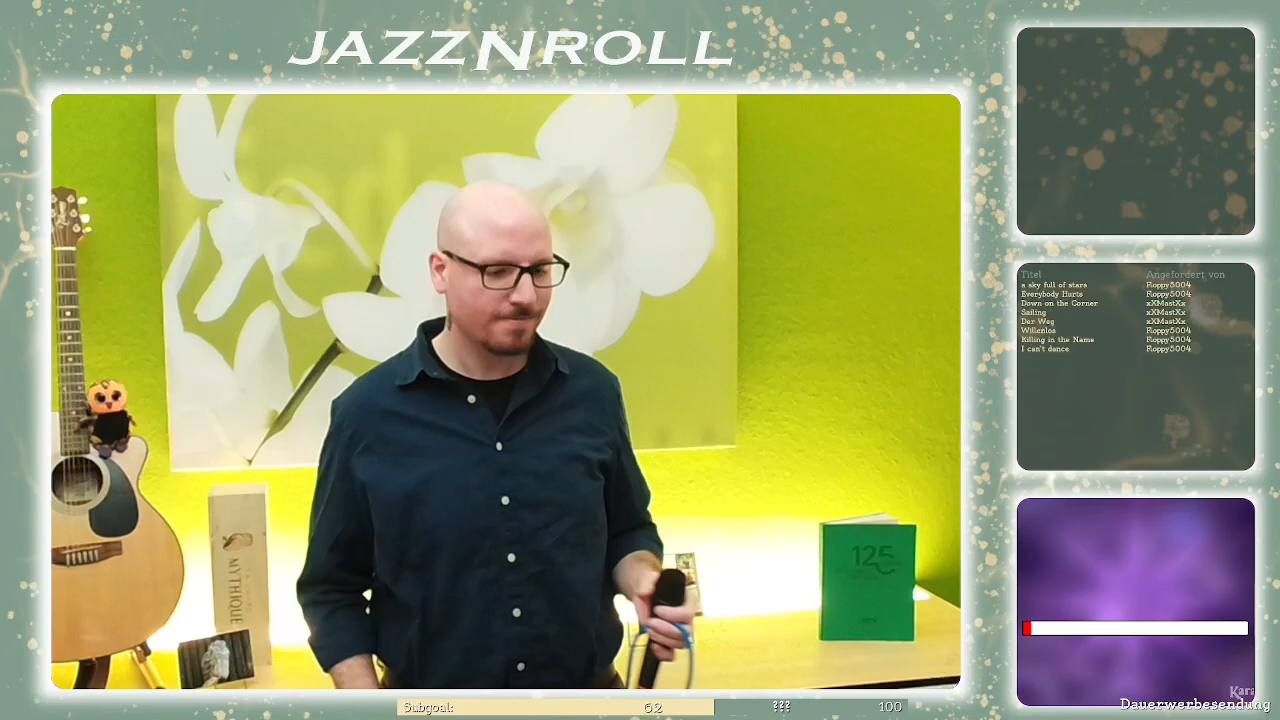 JAZZNROLL
Titel Angefordert von
a sky full of stars Floppy5004
Everybody Hurts Floppy5004
Down on the Corner xXMastXx
Sailing xXMastXx
Der Weg xXMastXx
Willenlos Floppy5004
Killing in the Name Floppy5004
I can't dance Floppy5004
MYTHIQUE
125
Kara
Dauerwerbesendung
Subgoal: 62 ??? 100